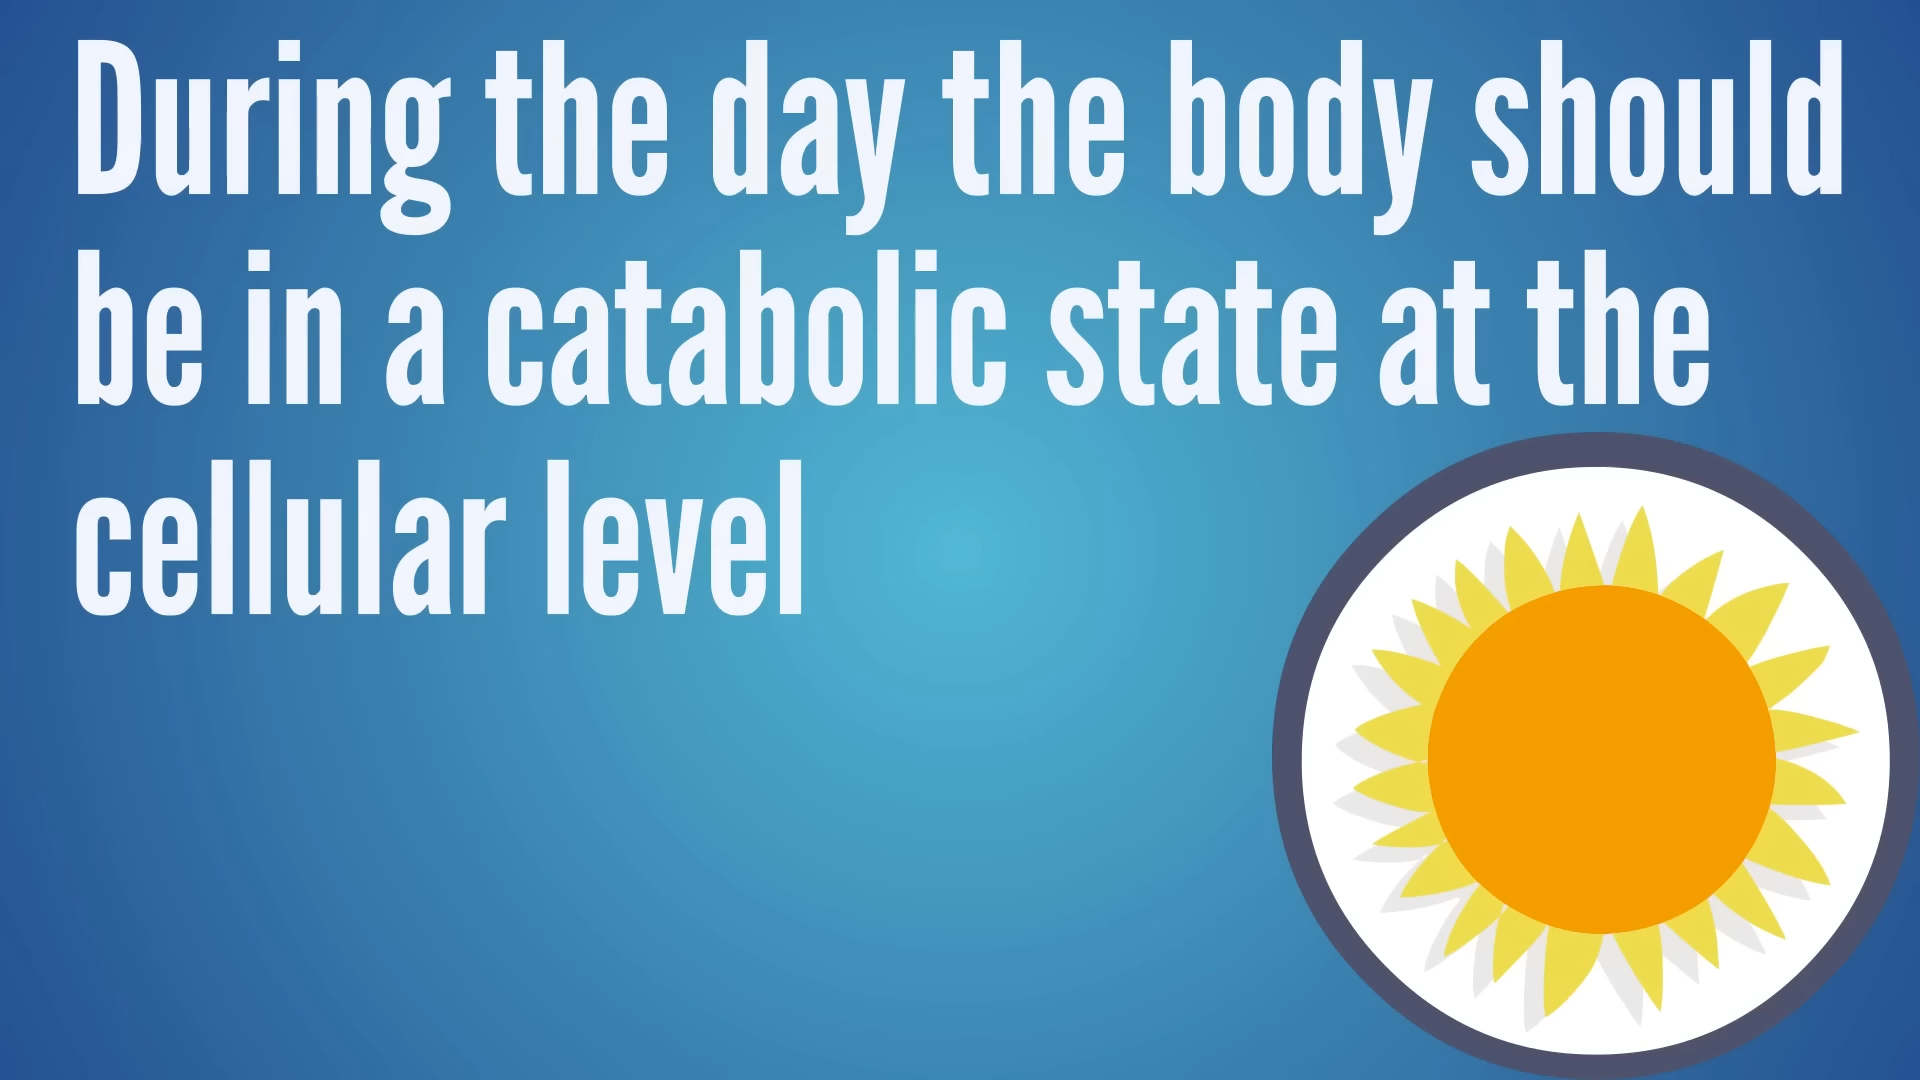 During the day the body should
be in a catabolic state at the
cellular level